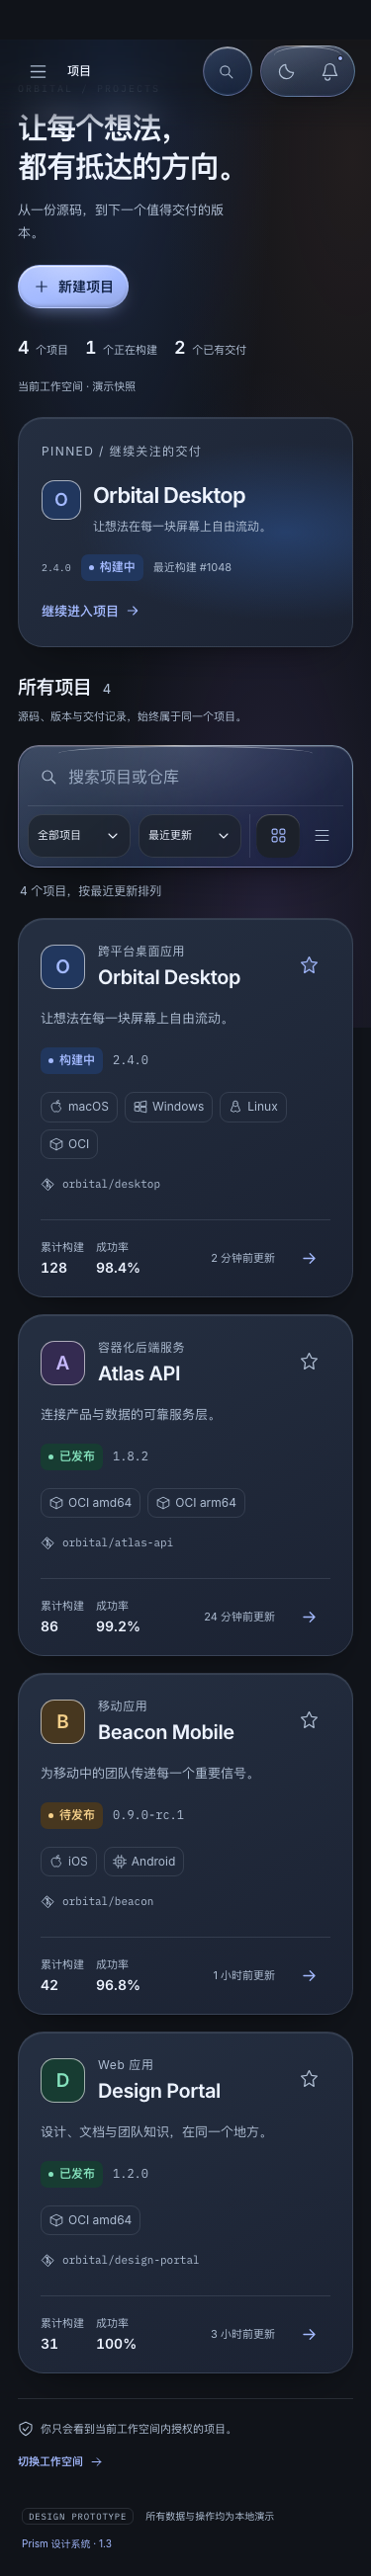 项目
ORBITAL / PROJECTS
让每个想法，
都有抵达的方向。
从一份源码，到下一个值得交付的版
本。
新建项目
4 个项目 1 个正在构建 2 个已有交付
当前工作空间 · 演示快照
PINNED / 继续关注的交付
O Orbital Desktop
让想法在每一块屏幕上自由流动。
2.4.0 构建中 最近构建 #1048
继续进入项目
所有项目 4
源码、版本与交付记录，始终属于同一个项目。
搜索项目或仓库
全部项目 最近更新
4 个项目，按最近更新排列
跨平台桌面应用
O Orbital Desktop
让想法在每一块屏幕上自由流动。
构建中 2.4.0
macOS Windows Linux
OCI
orbital/desktop
累计构建 成功率
2 分钟前更新
128 98.4%
容器化后端服务
A Atlas API
连接产品与数据的可靠服务层。
已发布 1.8.2
OCI amd64 OCI arm64
orbital/atlas-api
累计构建 成功率
24 分钟前更新
86 99.2%
移动应用
B Beacon Mobile
为移动中的团队传递每一个重要信号。
待发布 0.9.0-rc.1
iOS Android
orbital/beacon
累计构建 成功率
1 小时前更新
42 96.8%
Web 应用
D Design Portal
设计、文档与团队知识，在同一个地方。
已发布 1.2.0
OCI amd64
orbital/design-portal
累计构建 成功率
3 小时前更新
31 100%
你只会看到当前工作空间内授权的项目。
切换工作空间
DESIGN PROTOTYPE 所有数据与操作均为本地演示
Prism 设计系统 · 1.3